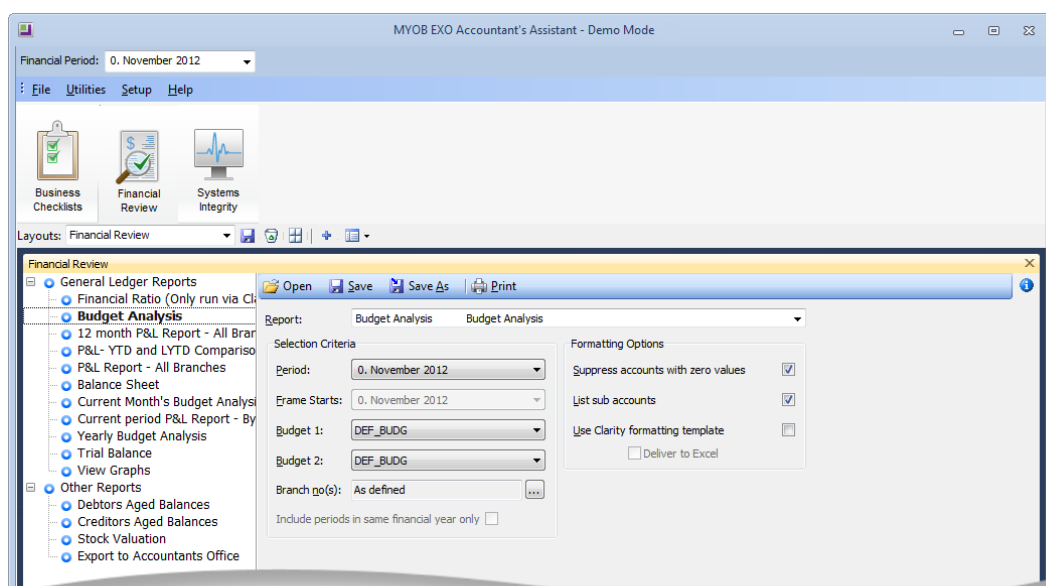 MYOB EXO Accountant's Assistant - Demo Mode
Financial Period: 0. November 2012
File Utilities Setup Help
Business Checklists
Financial Review
Systems Integrity
Layouts: Financial Review
Financial Review
General Ledger Reports
Financial Ratio (Only run via Cla
Budget Analysis
12 month P&L Report - All Bran
P&L- YTD and LYTD Compariso
P&L Report - All Branches
Balance Sheet
Current Month's Budget Analysi
Current period P&L Report - By
Yearly Budget Analysis
Trial Balance
View Graphs
Other Reports
Debtors Aged Balances
Creditors Aged Balances
Stock Valuation
Export to Accountants Office
Open Save Save As Print
Report: Budget Analysis Budget Analysis
Selection Criteria
Period: 0. November 2012
Frame Starts: 0. November 2012
Budget 1: DEF_BUDG
Budget 2: DEF_BUDG
Branch no(s): As defined ...
Include periods in same financial year only
Formatting Options
Suppress accounts with zero values
List sub accounts
Use Clarity formatting template
Deliver to Excel